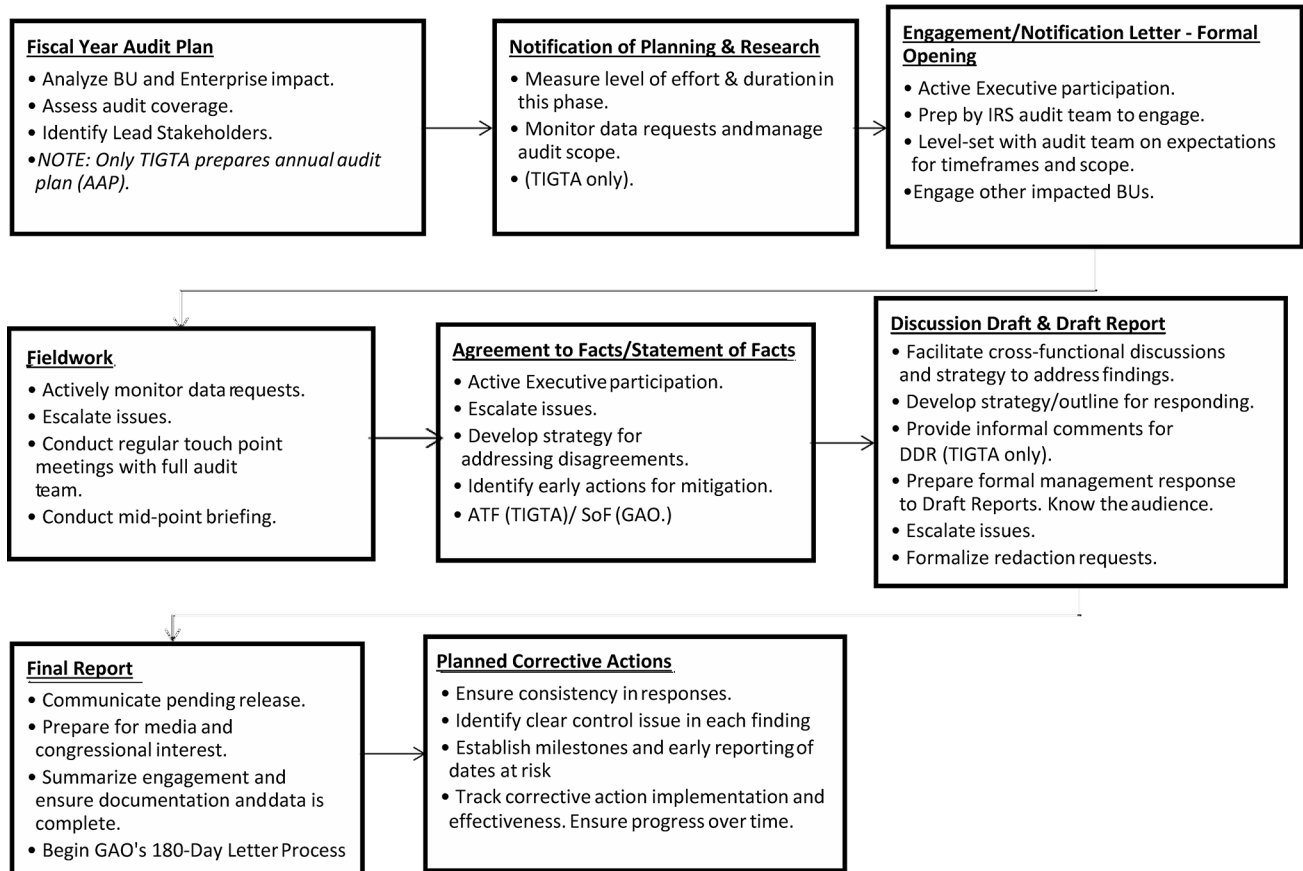 Fiscal Year Audit Plan
• Analyze BU and Enterprise impact.
• Assess audit coverage.
• Identify Lead Stakeholders.
•NOTE: Only TIGTA prepares annual audit
plan (AAP).
Notification of Planning & Research
• Measure level of effort & duration in
this phase.
• Monitor data requests and manage
audit scope.
• (TIGTA only).
Engagement/Notification Letter - Formal
Opening
• Active Executive participation.
• Prep by IRS audit team to engage.
• Level-set with audit team on expectations
for timeframes and scope.
•Engage other impacted BUs.
Fieldwork
• Actively monitor data requests.
• Escalate issues.
• Conduct regular touch point
meetings with full audit
team.
• Conduct mid-point briefing.
Agreement to Facts/Statement of Facts
• Active Executive participation.
• Escalate issues.
• Develop strategy for
addressing disagreements.
• Identify early actions for mitigation.
• ATF (TIGTA)/ SoF (GAO.)
Discussion Draft & Draft Report
• Facilitate cross-functional discussions
and strategy to address findings.
• Develop strategy/outline for responding.
• Provide informal comments for
DDR (TIGTA only).
• Prepare formal management response
to Draft Reports. Know the audience.
• Escalate issues.
• Formalize redaction requests.
Final Report
• Communicate pending release.
• Prepare for media and
congressional interest.
• Summarize engagement and
ensure documentation and data is
complete.
• Begin GAO's 180-Day Letter Process
Planned Corrective Actions
• Ensure consistency in responses.
• Identify clear control issue in each finding
• Establish milestones and early reporting of
dates at risk
• Track corrective action implementation and
effectiveness. Ensure progress over time.